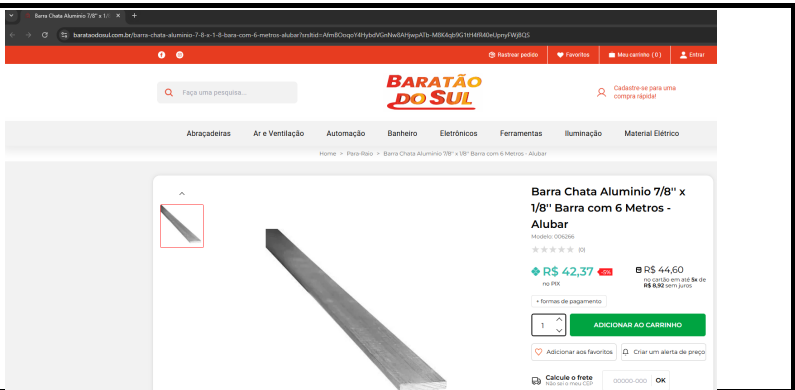 Barra Chata Aluminio 7/8" x 1/8
barataodosul.com.br/barra-chata-aluminio-7-8-x-1-8-bara-com-6-metros-alubar?srsltid=AfmBOoqoY4HybdVGnNw8AHjwpATb-M8K4qb9G1tH4fR40eUpnyFWj8QS
Rastrear pedido
Favoritos
Meu carrinho ( 0 )
Entrar
Faça uma pesquisa...
BARATÃO
DO SUL
Cadastre-se para uma
compra rápida!
Abraçadeiras Ar e Ventilação Automação Banheiro Eletrônicos Ferramentas Iluminação Material Elétrico
Home > Para-Raio > Barra Chata Aluminio 7/8'' x 1/8'' Barra com 6 Metros - Alubar
Barra Chata Aluminio 7/8'' x
1/8'' Barra com 6 Metros -
Alubar
Modelo: 006266
(0)
R$ 42,37 -5%
no PIX
R$ 44,60
no cartão em até 5x de
R$ 8,92 sem juros
+ formas de pagamento
1
ADICIONAR AO CARRINHO
Adicionar aos favoritos
Criar um alerta de preço
Calcule o frete
Não sei o meu CEP
00000-000 OK